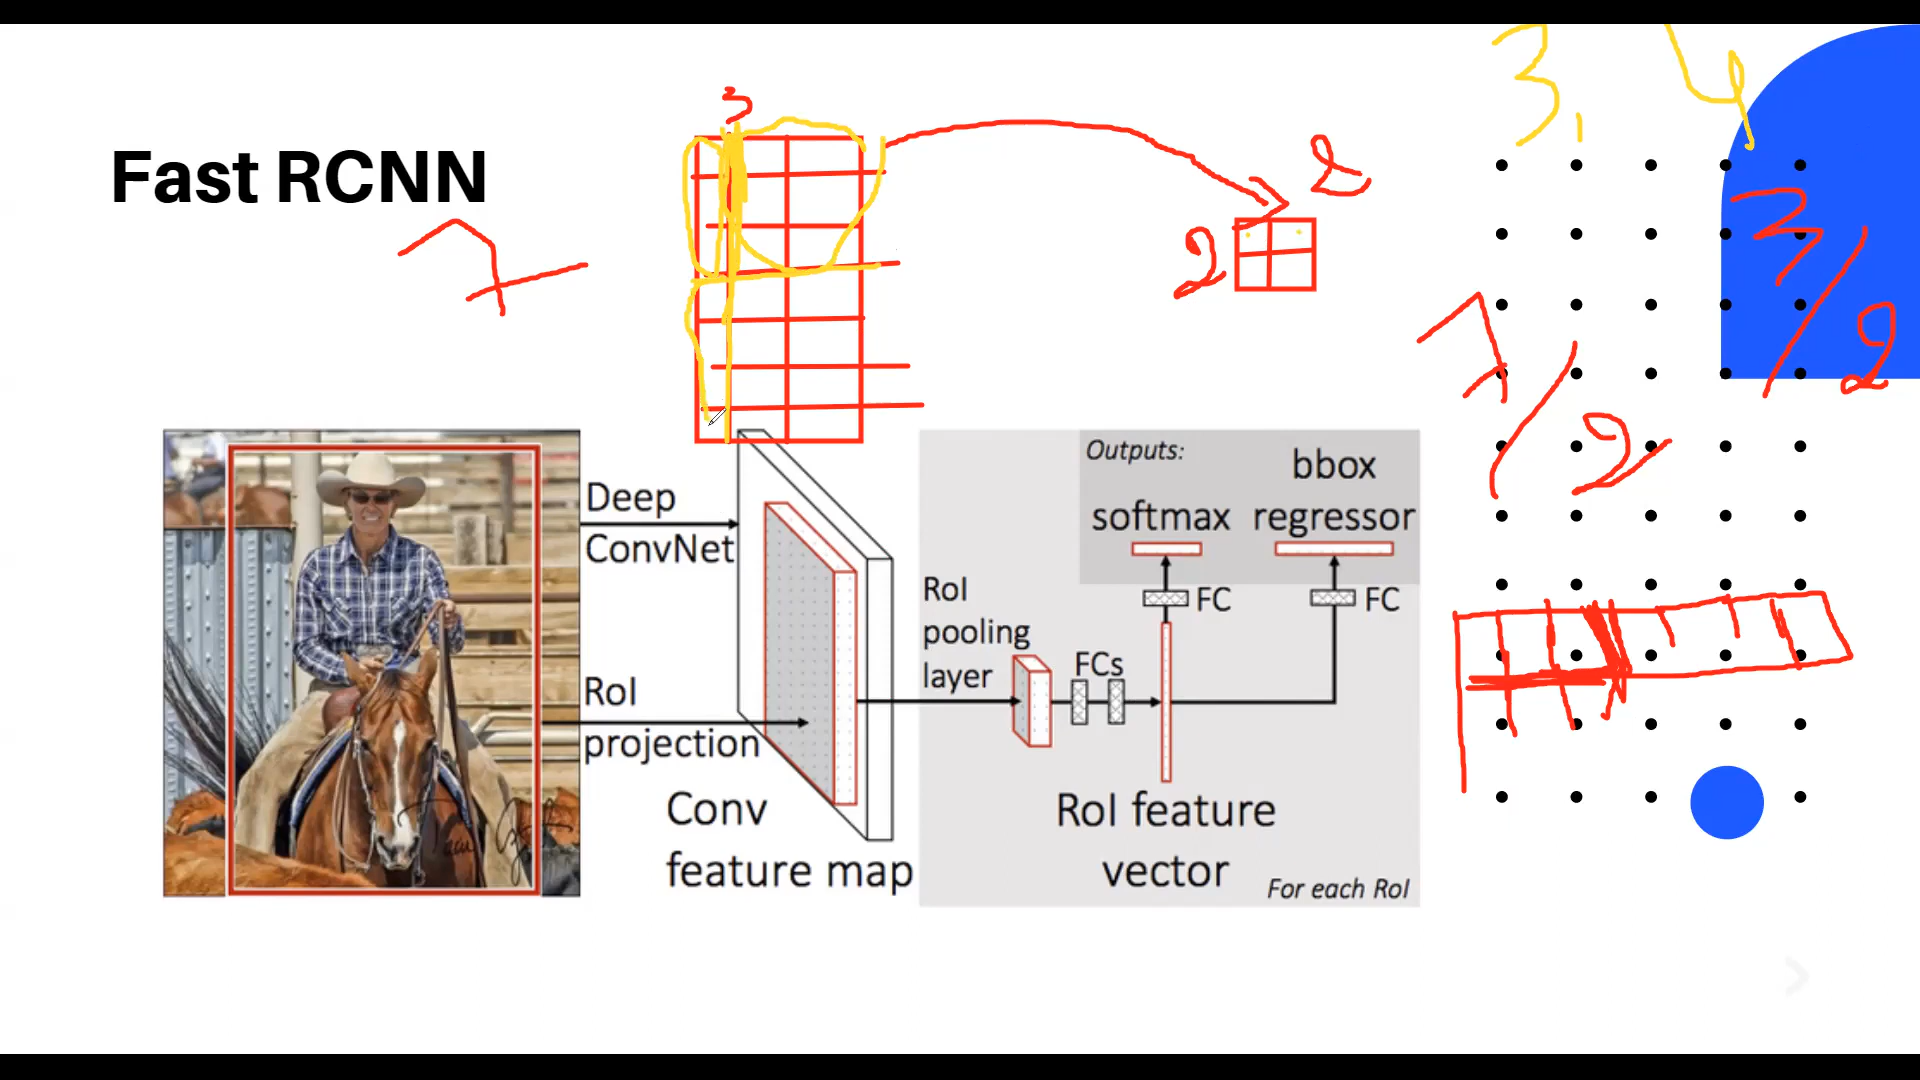 3, 4
3
Fast RCNN
2
7
2
3/2
7/2
Outputs:
bbox
softmax regressor
Deep
ConvNet
RoI
pooling
layer
FC
FC
FCs
RoI
projection
Conv
feature map
RoI feature
vector
For each RoI